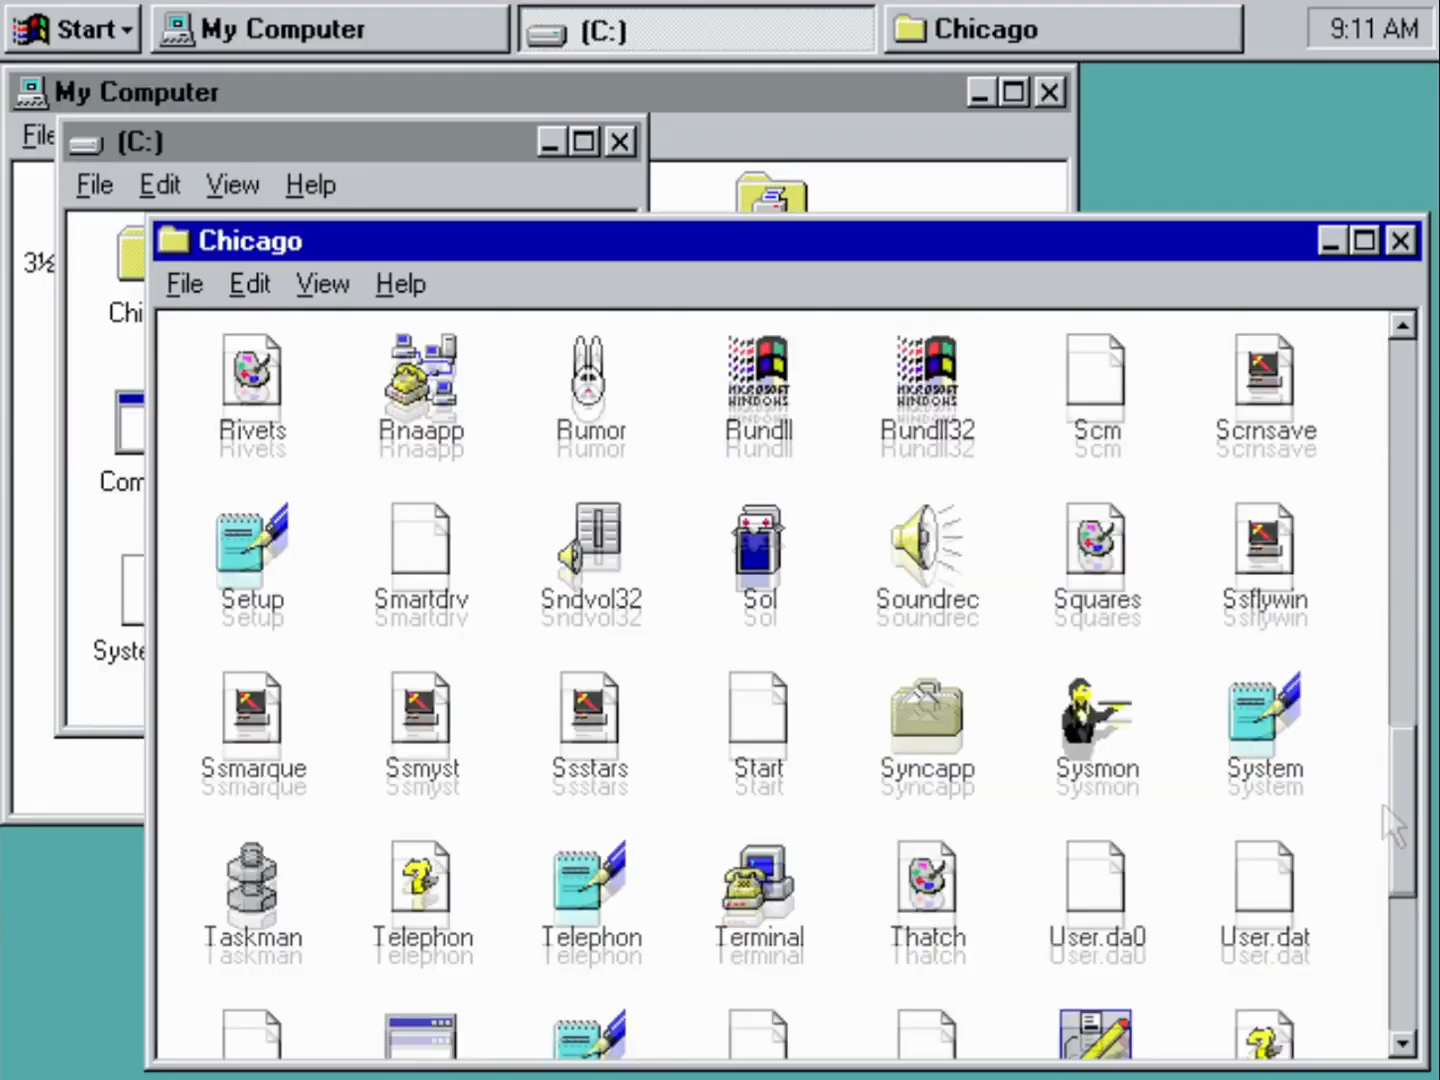 Start My Computer (C:) Chicago 9:11 AM
My Computer
File
(C:)
File Edit View Help
3½
Chi
Com
Syste
Chicago
File Edit View Help
Rivets Rnaapp Rumor Rundll Rundll32 Scm Scrnsave
Setup Smartdrv Sndvol32 Sol Soundrec Squares Ssflywin
Ssmarque Ssmyst Ssstars Start Syncapp Sysmon System
Taskman Telephon Telephon Terminal Thatch User.da0 User.dat